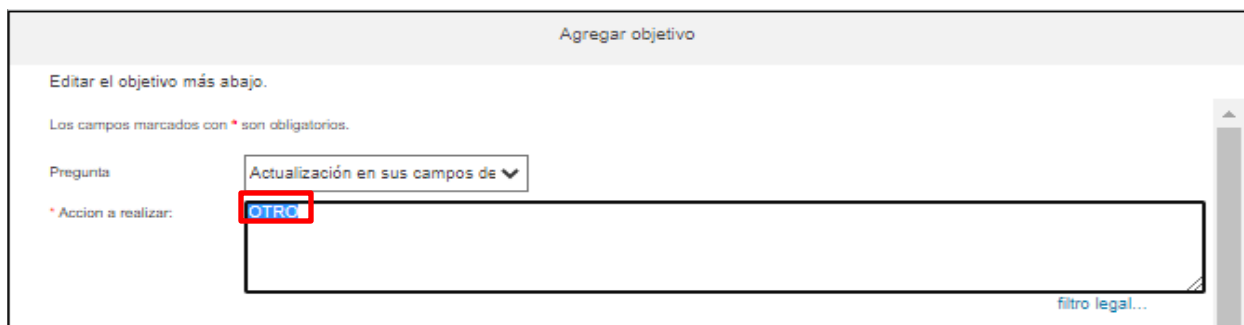 Agregar objetivo
Editar el objetivo más abajo.
Los campos marcados con * son obligatorios.
Pregunta
Actualización en sus campos de
* Accion a realizar:
OTRO
filtro legal...